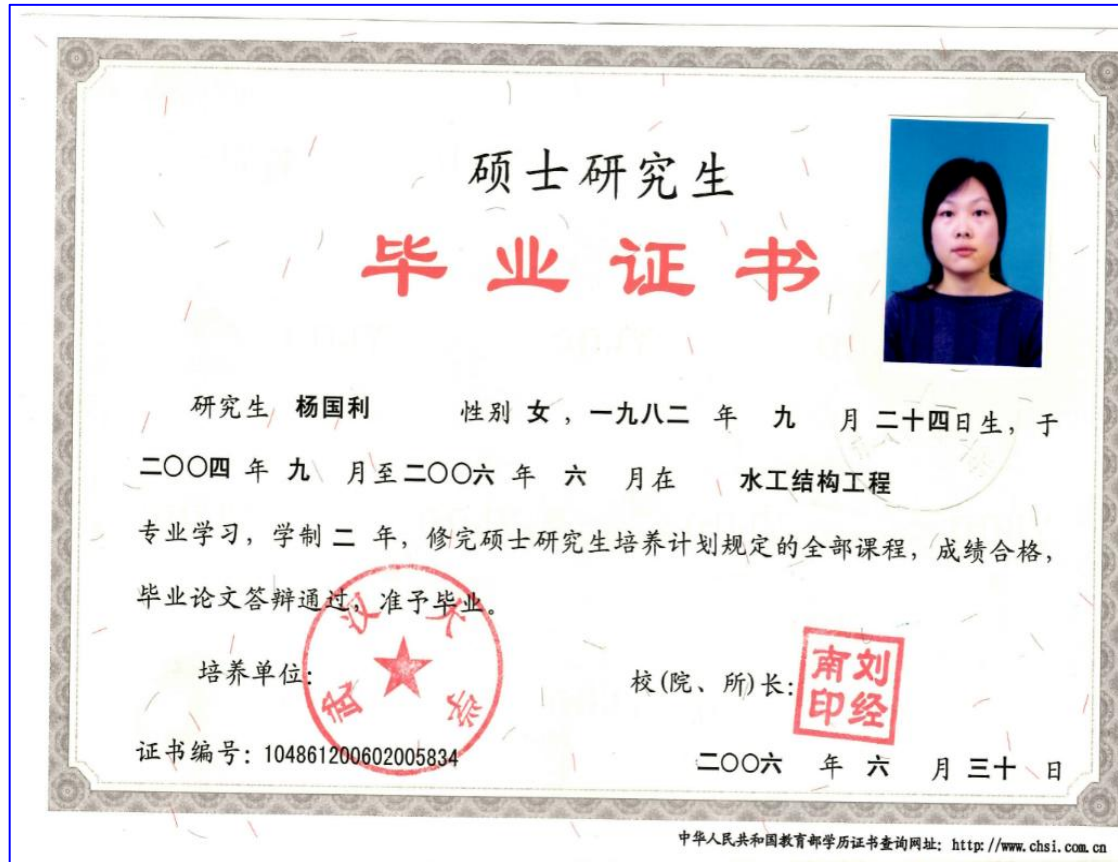 硕士研究生
毕业证书
研究生 杨国利 性别 女，一九八二 年 九 月 二十四日生，于
二〇〇四 年 九 月至二〇〇六 年 六 月在 水工结构工程
专业学习，学制 二 年，修完硕士研究生培养计划规定的全部课程，成绩合格，
毕业论文答辩通过，准予毕业。
培养单位：
武汉大学
校(院、所)长：
刘经南印
证书编号：104861200602005834
二〇〇六 年 六 月 三十 日
中华人民共和国教育部学历证书查询网址：http://www.chsi.com.cn